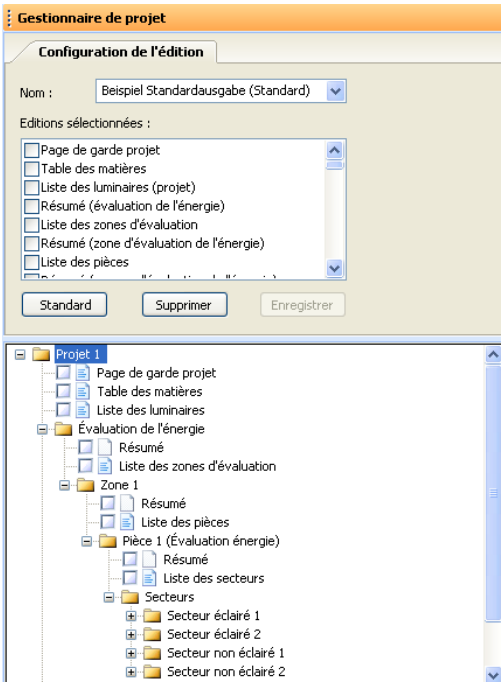 Gestionnaire de projet
Configuration de l'édition
Nom :
Beispiel Standardausgabe (Standard)
Editions sélectionnées :
Page de garde projet
Table des matières
Liste des luminaires (projet)
Résumé (évaluation de l'énergie)
Liste des zones d'évaluation
Résumé (zone d'évaluation de l'énergie)
Liste des pièces
Standard
Supprimer
Enregistrer
Projet 1
Page de garde projet
Table des matières
Liste des luminaires
Évaluation de l'énergie
Résumé
Liste des zones d'évaluation
Zone 1
Résumé
Liste des pièces
Pièce 1 (Évaluation énergie)
Résumé
Liste des secteurs
Secteurs
Secteur éclairé 1
Secteur éclairé 2
Secteur non éclairé 1
Secteur non éclairé 2